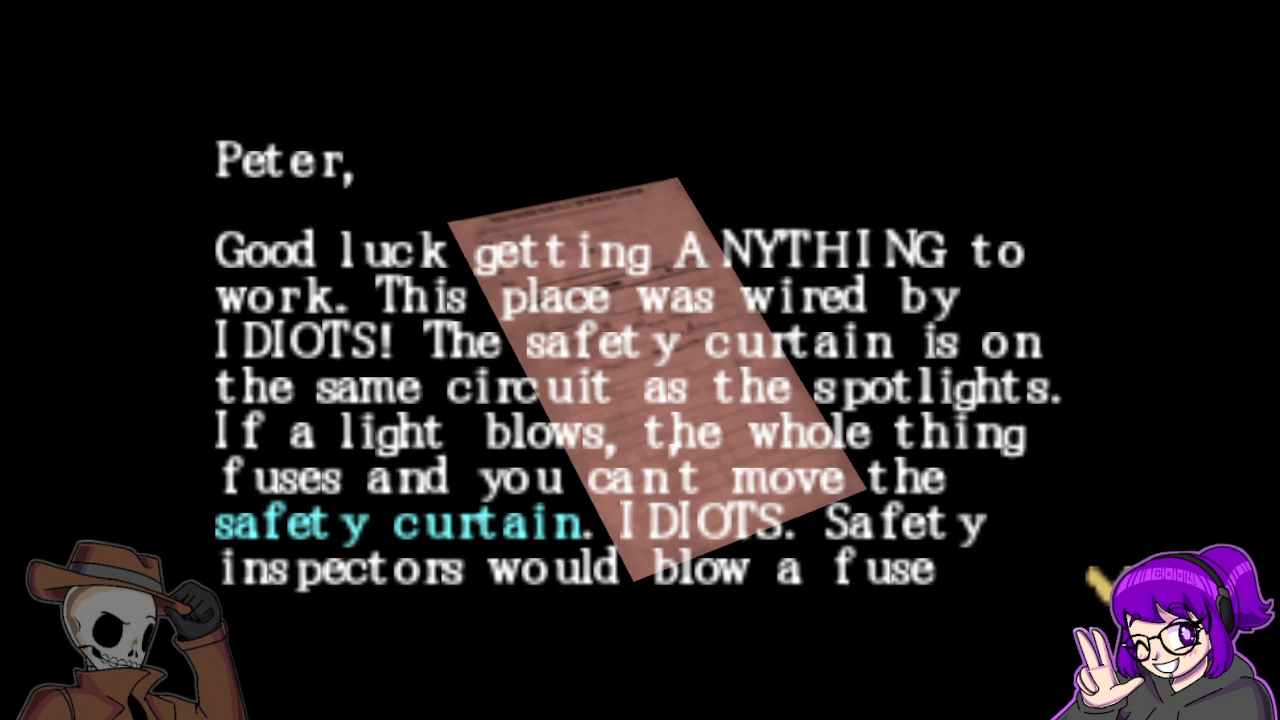 Peter,
Good luck getting ANYTHING to
work. This place was wired by
IDIOTS! The safety curtain is on
the same circuit as the spotlights.
If a light blows, the whole thing
fuses and you can't move the
safety curtain. IDIOTS. Safety
inspectors would blow a fuse